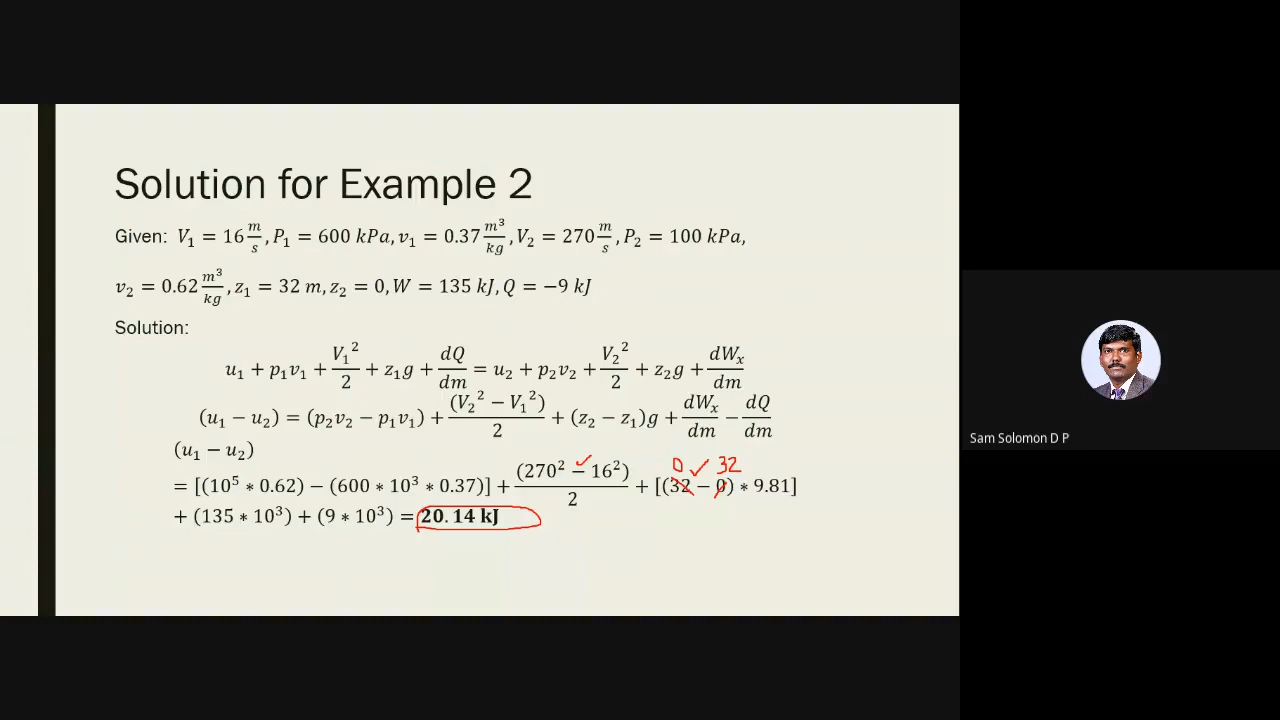 Solution for Example 2
Given: V₁ = 16 m/s, P₁ = 600 kPa, v₁ = 0.37 m³/kg, V₂ = 270 m/s, P₂ = 100 kPa,
v₂ = 0.62 m³/kg, z₁ = 32 m, z₂ = 0, W = 135 kJ, Q = −9 kJ
Solution:
u₁ + p₁v₁ + V₁²/2 + z₁g + dQ/dm = u₂ + p₂v₂ + V₂²/2 + z₂g + dWₓ/dm
(u₁ − u₂) = (p₂v₂ − p₁v₁) + (V₂² − V₁²)/2 + (z₂ − z₁)g + dWₓ/dm − dQ/dm
(u₁ − u₂)
0 ✓ 32
= [(10⁵ * 0.62) − (600 * 10³ * 0.37)] + (270² − 16²)/2 + [(32 − 0) * 9.81]
+ (135 * 10³) + (9 * 10³) = 20.14 kJ
Sam Solomon D P